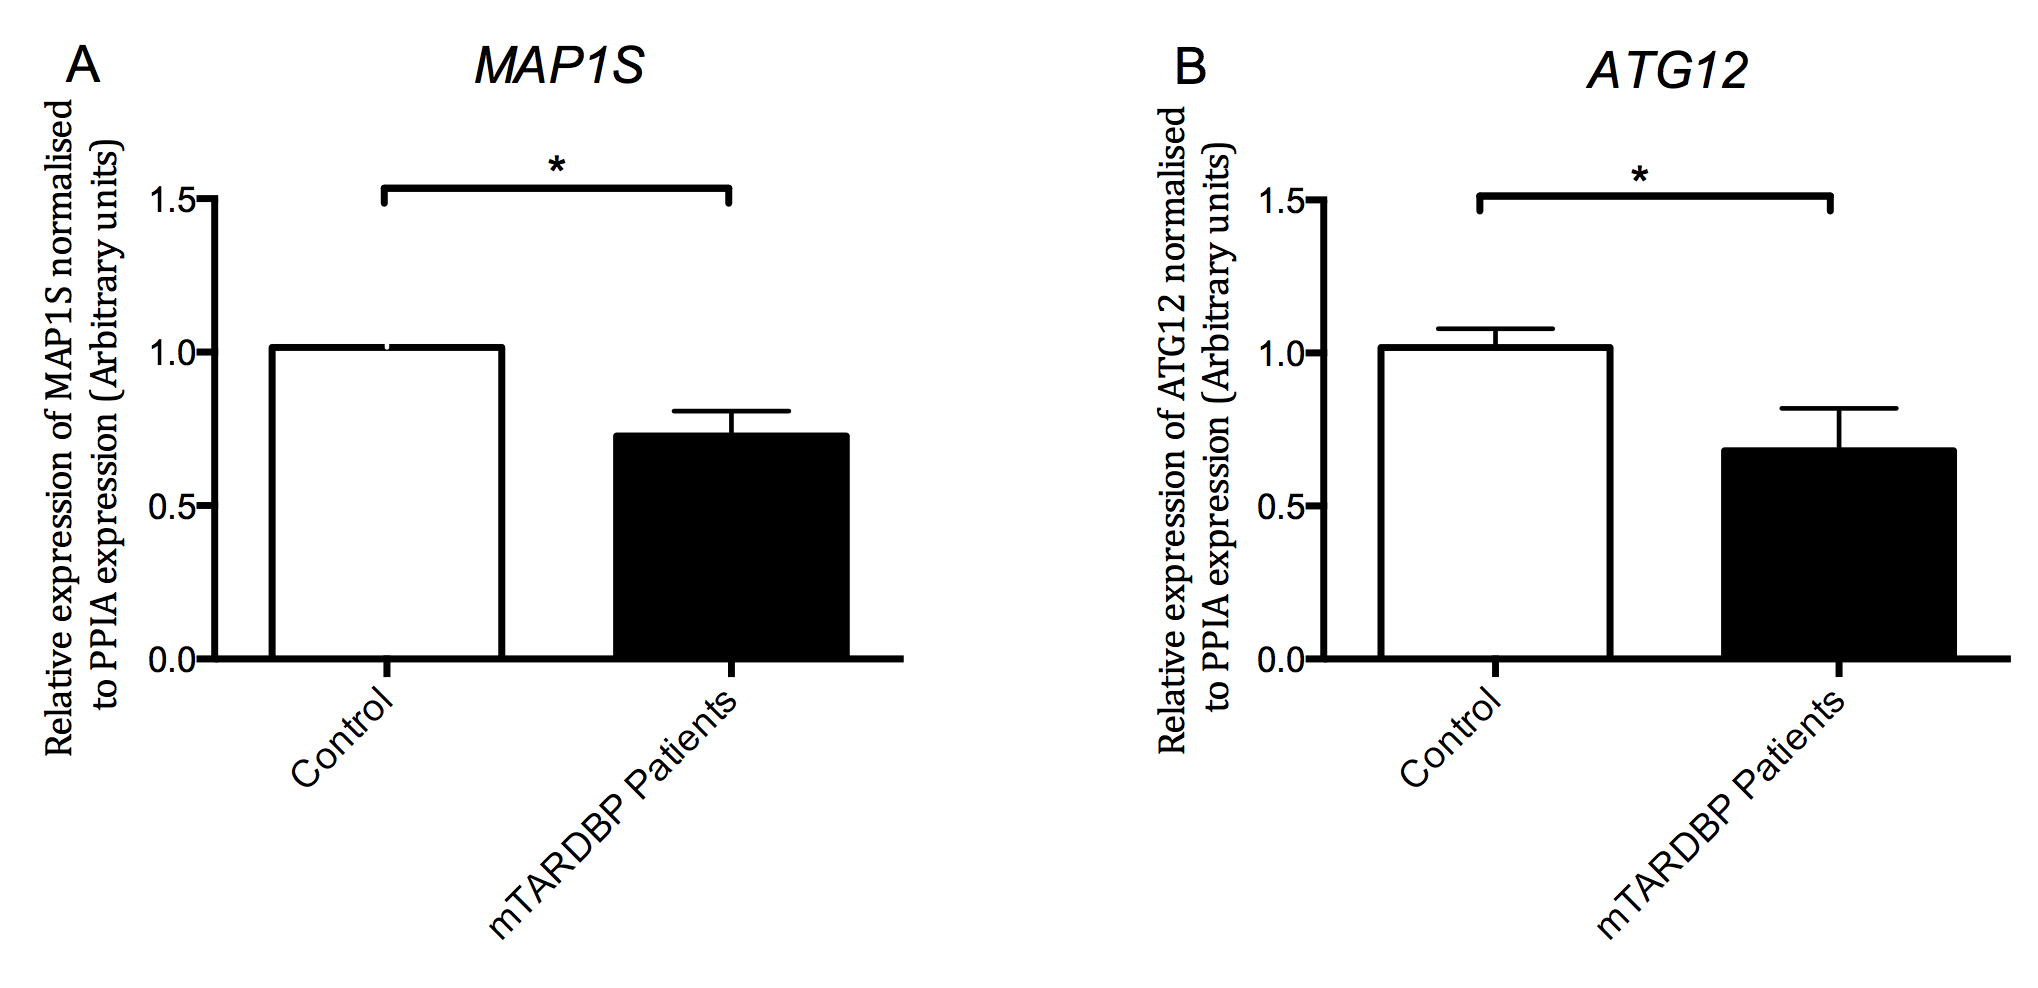 A
MAP1S
Relative expression of MAP1S normalised
to PPIA expression (Arbitrary units)
*
1.5
1.0
0.5
0.0
Control
mTARDBP Patients
B
ATG12
Relative expression of ATG12 normalised
to PPIA expression (Arbitrary units)
*
1.5
1.0
0.5
0.0
Control
mTARDBP Patients